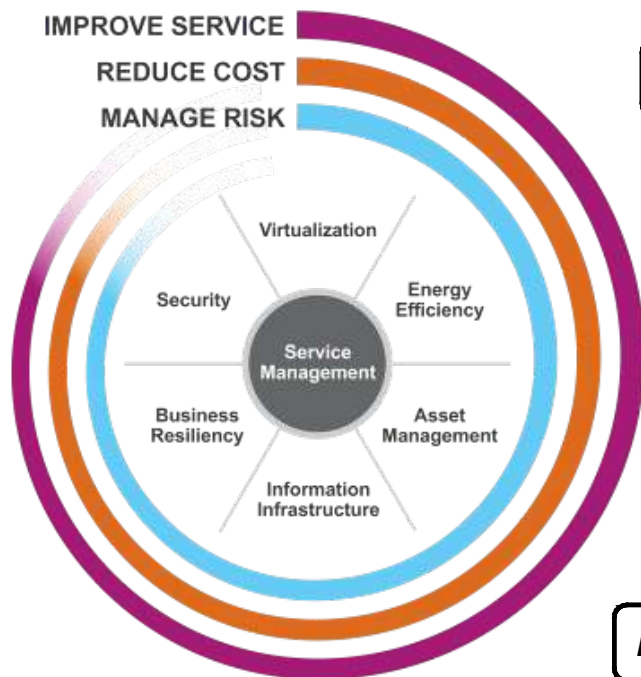 IMPROVE SERVICE
REDUCE COST
MANAGE RISK
Virtualization
Security
Energy
Efficiency
Service
Management
Business
Resiliency
Asset
Management
Information
Infrastructure